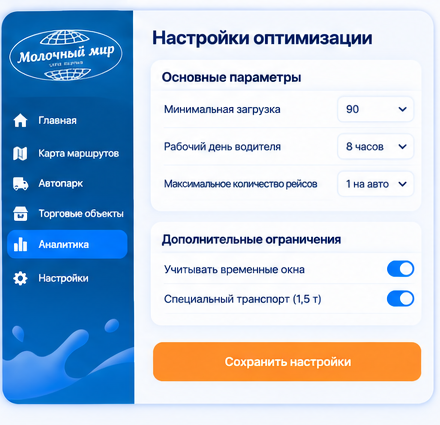 Молочный мир
Главная
Карта маршрутов
Автопарк
Торговые объекты
Аналитика
Настройки
Настройки оптимизации
Основные параметры
Минимальная загрузка 90
Рабочий день водителя 8 часов
Максимальное количество рейсов 1 на авто
Дополнительные ограничения
Учитывать временные окна
Специальный транспорт (1,5 т)
Сохранить настройки